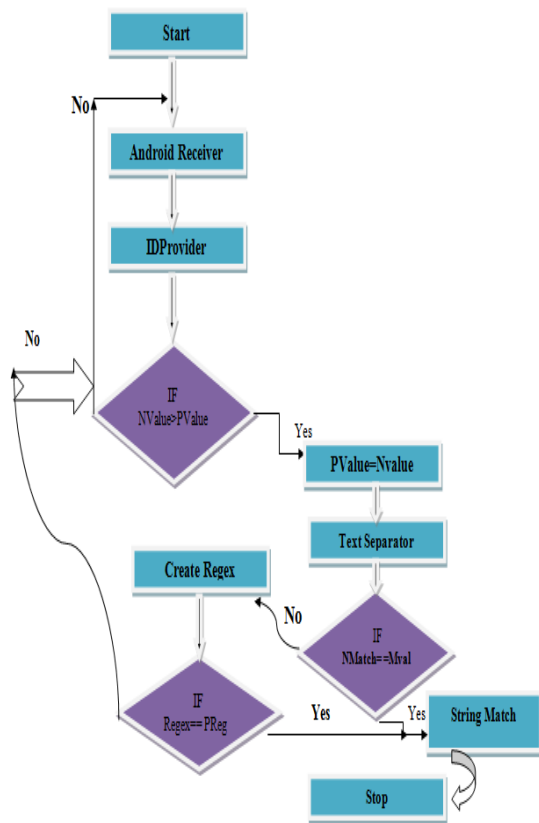 Start
No
Android Receiver
IDProvider
No
IF
NValue>PValue
Yes
PValue=Nvalue
Text Separator
Create Regex
No
IF
NMatch==Mval
IF
Regex==PReg
Yes
Yes
String Match
Stop